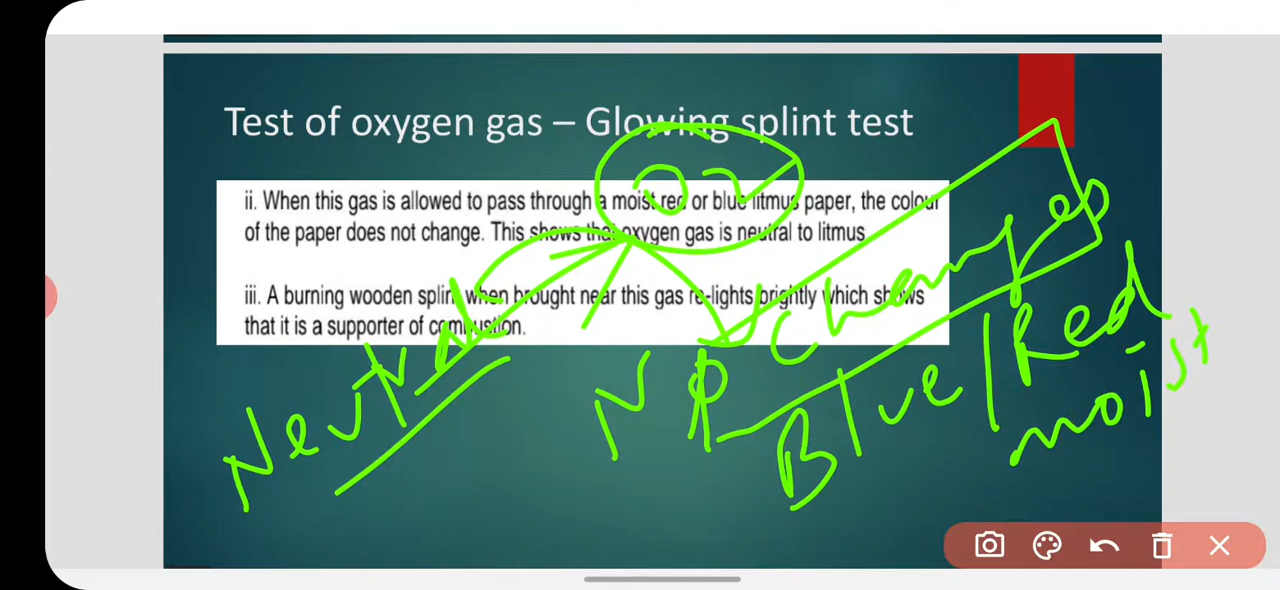 Test of oxygen gas – Glowing splint test
ii. When this gas is allowed to pass through a moist red or blue litmus paper, the colour
of the paper does not change. This shows that oxygen gas is neutral to litmus
iii. A burning wooden splint when brought near this gas re-lights brightly which shows
that it is a supporter of combustion.
O2
Neutral
No changes
Blue/Red
moist